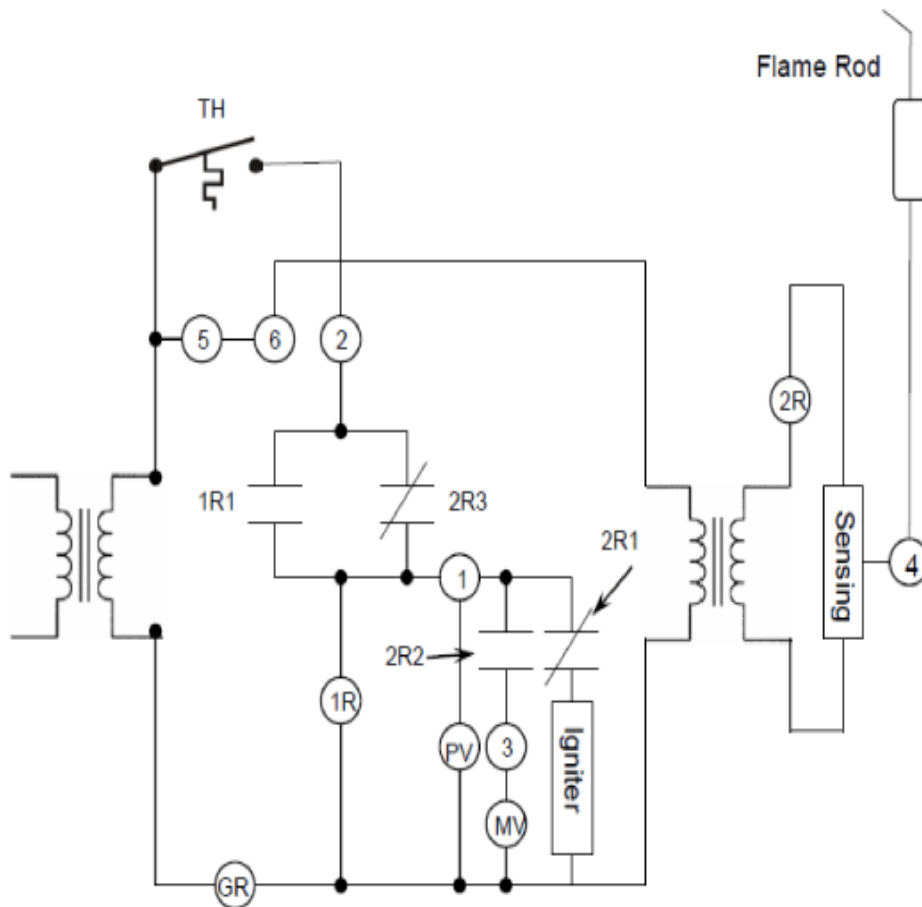 Flame Rod
TH
5
6
2
2R
1R1
2R3
2R1
Sensing
4
1
2R2
1R
Igniter
PV
3
MV
GR